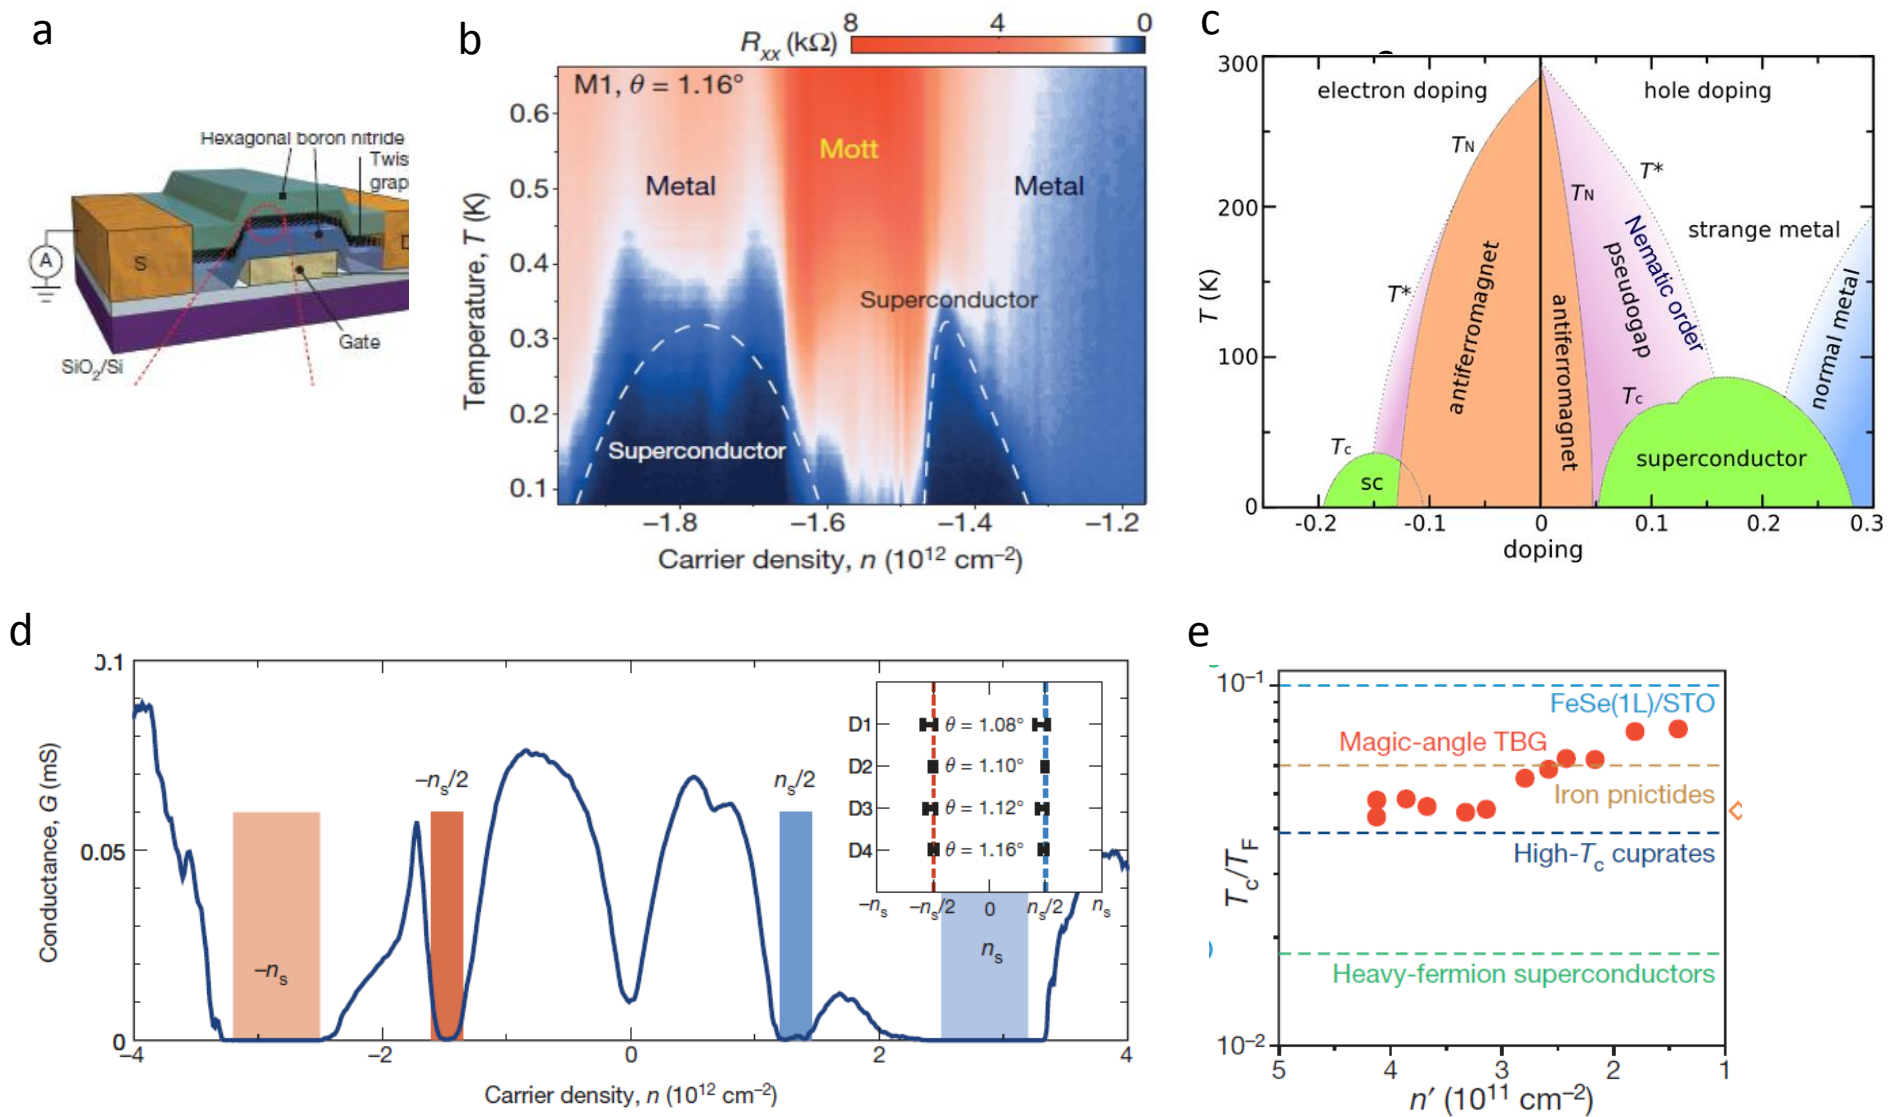 a
Hexagonal boron nitride
Twis
grap
A
S
D
Gate
SiO2/Si
b
8 4 0
Rxx (kΩ)
M1, θ = 1.16°
Mott
Metal
Metal
Superconductor
Superconductor
0.6
0.5
0.4
0.3
0.2
0.1
Temperature, T (K)
−1.8 −1.6 −1.4 −1.2
Carrier density, n (10¹² cm⁻²)
c
300
200
100
0
T (K)
electron doping
hole doping
TN
T*
TN
T*
strange metal
Nematic order
pseudogap
antiferromagnet
antiferromagnet
normal metal
Tc
Tc
sc
superconductor
-0.2 -0.1 0 0.1 0.2 0.3
doping
d
0.1
0.05
0
Conductance, G (mS)
−ns
−ns/2
ns/2
ns
D1 θ = 1.08°
D2 θ = 1.10°
D3 θ = 1.12°
D4 θ = 1.16°
−ns −ns/2 0 ns/2 ns
−4 −2 0 2 4
Carrier density, n (10¹² cm⁻²)
e
10⁻¹
10⁻²
Tc/TF
FeSe(1L)/STO
Magic-angle TBG
Iron pnictides
High-Tc cuprates
Heavy-fermion superconductors
5 4 3 2 1
n′ (10¹¹ cm⁻²)